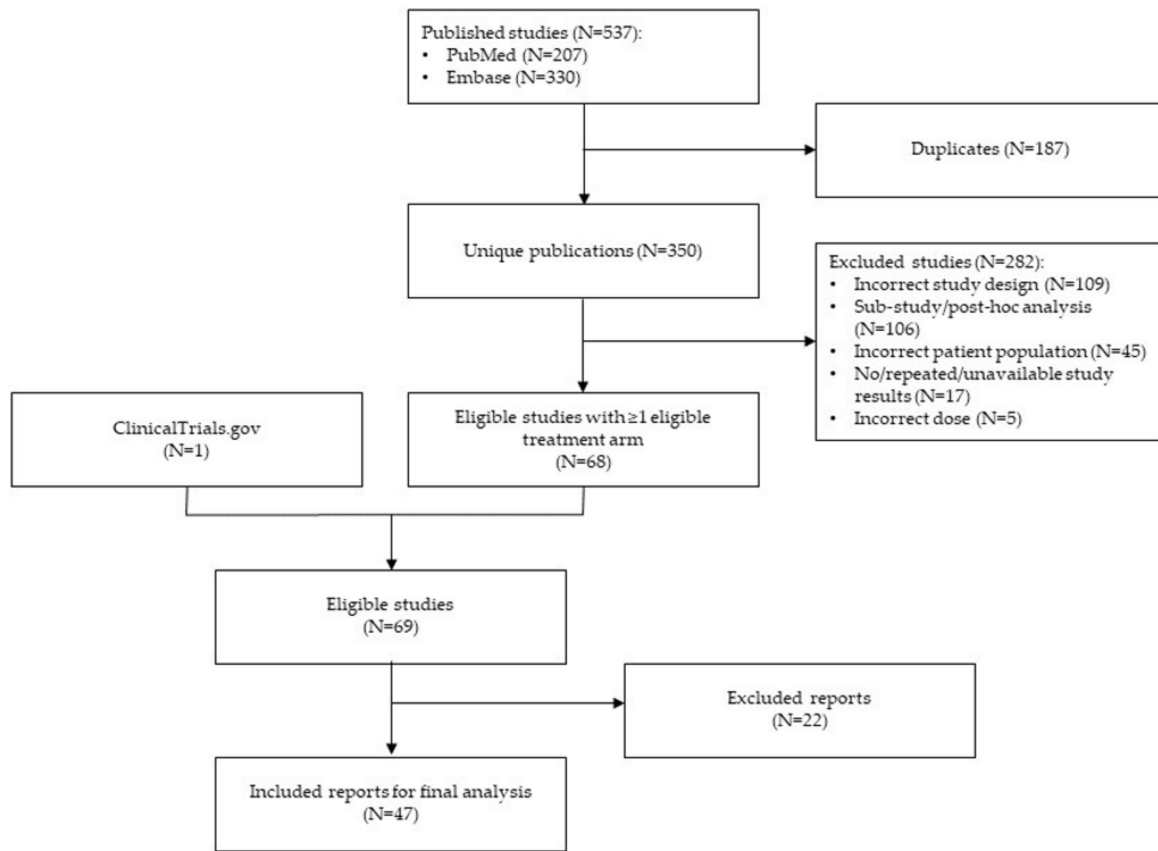 Published studies (N=537):
• PubMed (N=207)
• Embase (N=330)
Duplicates (N=187)
Unique publications (N=350)
Excluded studies (N=282):
• Incorrect study design (N=109)
• Sub-study/post-hoc analysis
(N=106)
• Incorrect patient population (N=45)
• No/repeated/unavailable study
results (N=17)
• Incorrect dose (N=5)
ClinicalTrials.gov
(N=1)
Eligible studies with ≥1 eligible
treatment arm
(N=68)
Eligible studies
(N=69)
Excluded reports
(N=22)
Included reports for final analysis
(N=47)